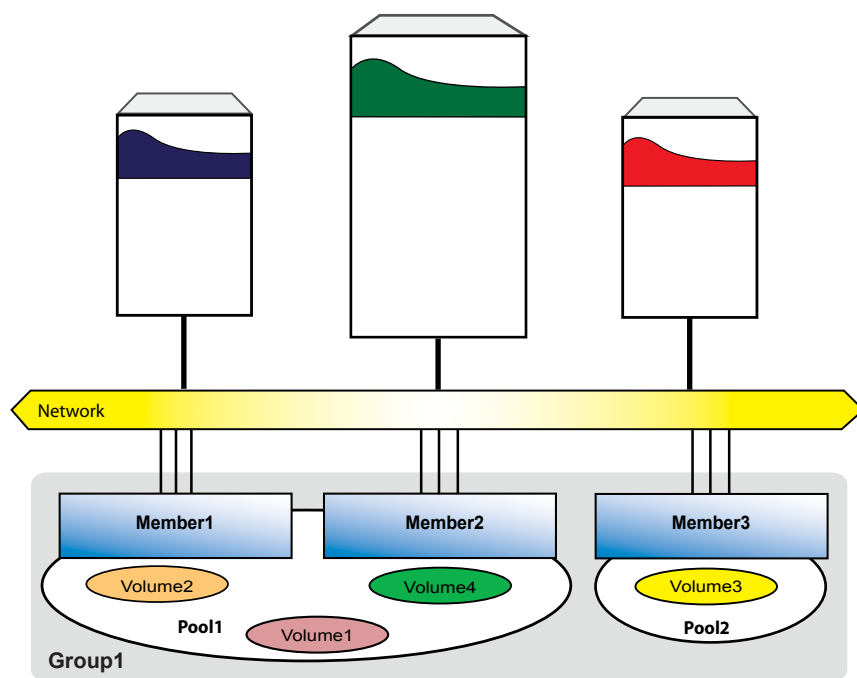 Network
Member1
Member2
Member3
Volume2
Volume4
Volume3
Pool1
Volume1
Pool2
Group1